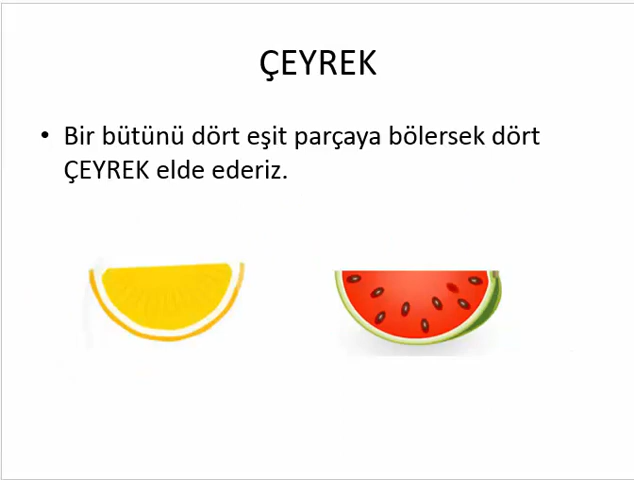 ÇEYREK
• Bir bütünü dört eşit parçaya bölersek dört
ÇEYREK elde ederiz.